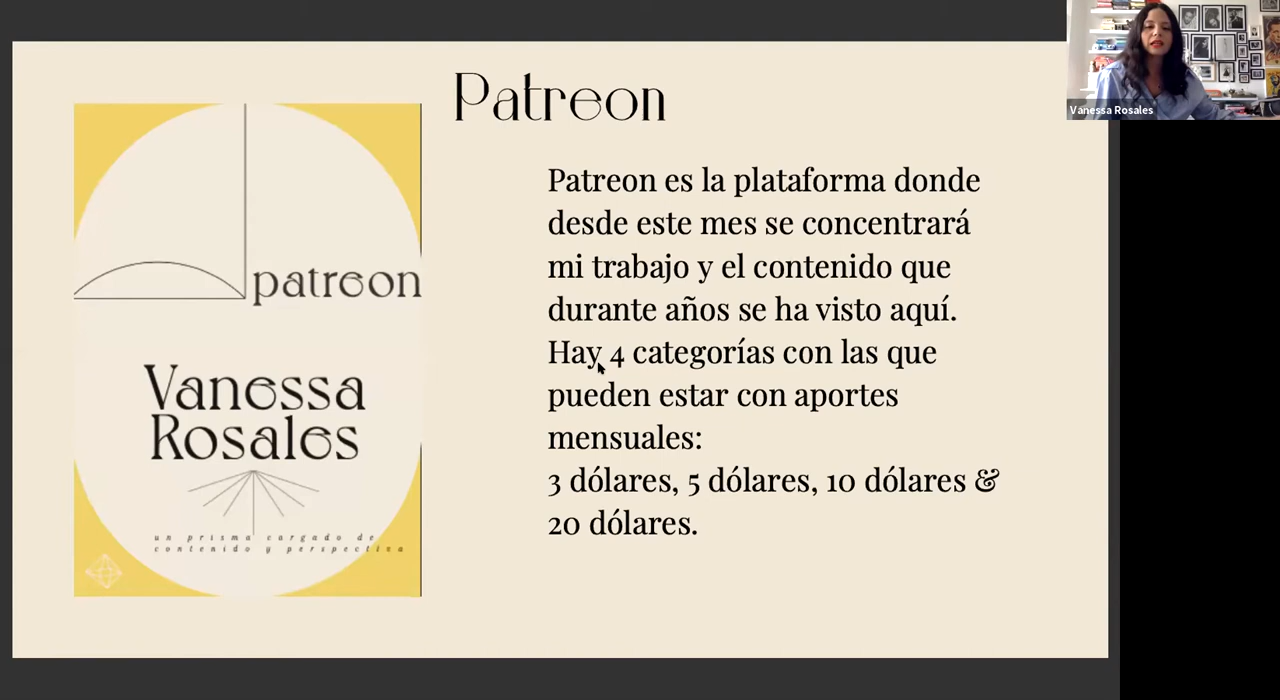 Patreon
patreon
Vanessa
Rosales
un prisma cargado de
contenido y perspectiva
Patreon es la plataforma donde
desde este mes se concentrará
mi trabajo y el contenido que
durante años se ha visto aquí.
Hay 4 categorías con las que
pueden estar con aportes
mensuales:
3 dólares, 5 dólares, 10 dólares &
20 dólares.
Vanessa Rosales